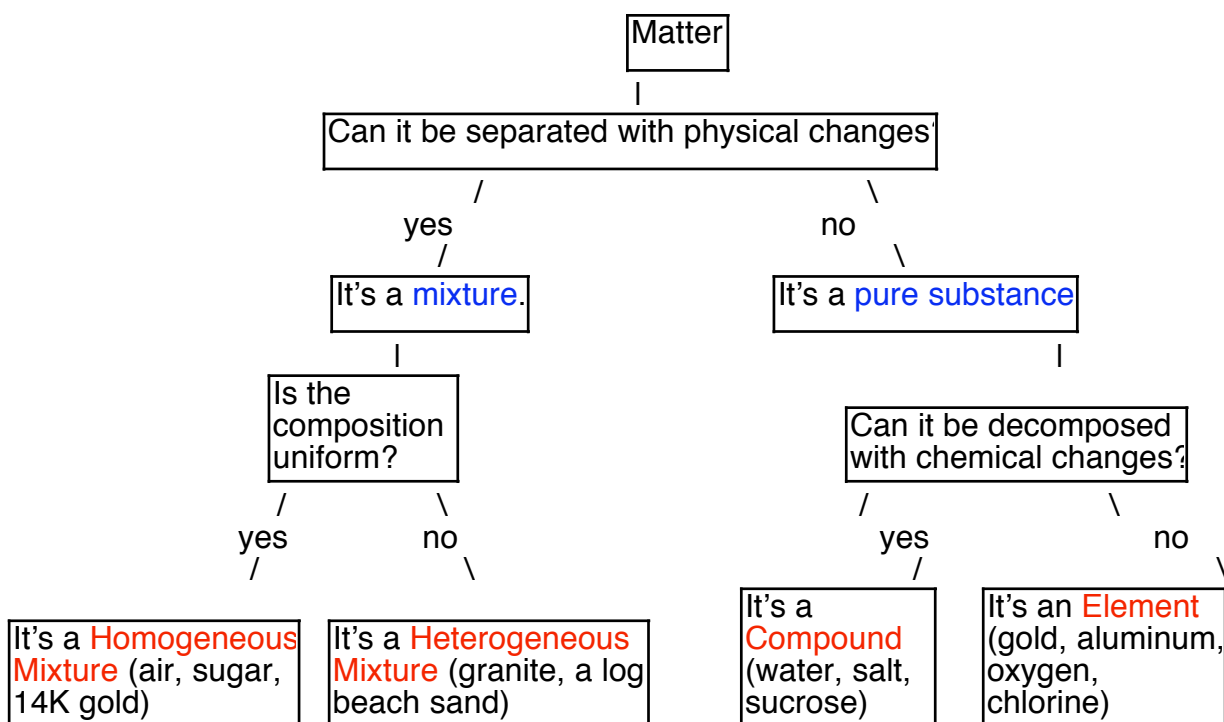 Matter
Can it be separated with physical changes?
yes
no
It's a mixture.
It's a pure substance
Is the
composition
uniform?
Can it be decomposed
with chemical changes?
yes
no
yes
no
It's a Homogeneous
Mixture (air, sugar,
14K gold)
It's a Heterogeneous
Mixture (granite, a log
beach sand)
It's a
Compound
(water, salt,
sucrose)
It's an Element
(gold, aluminum,
oxygen,
chlorine)